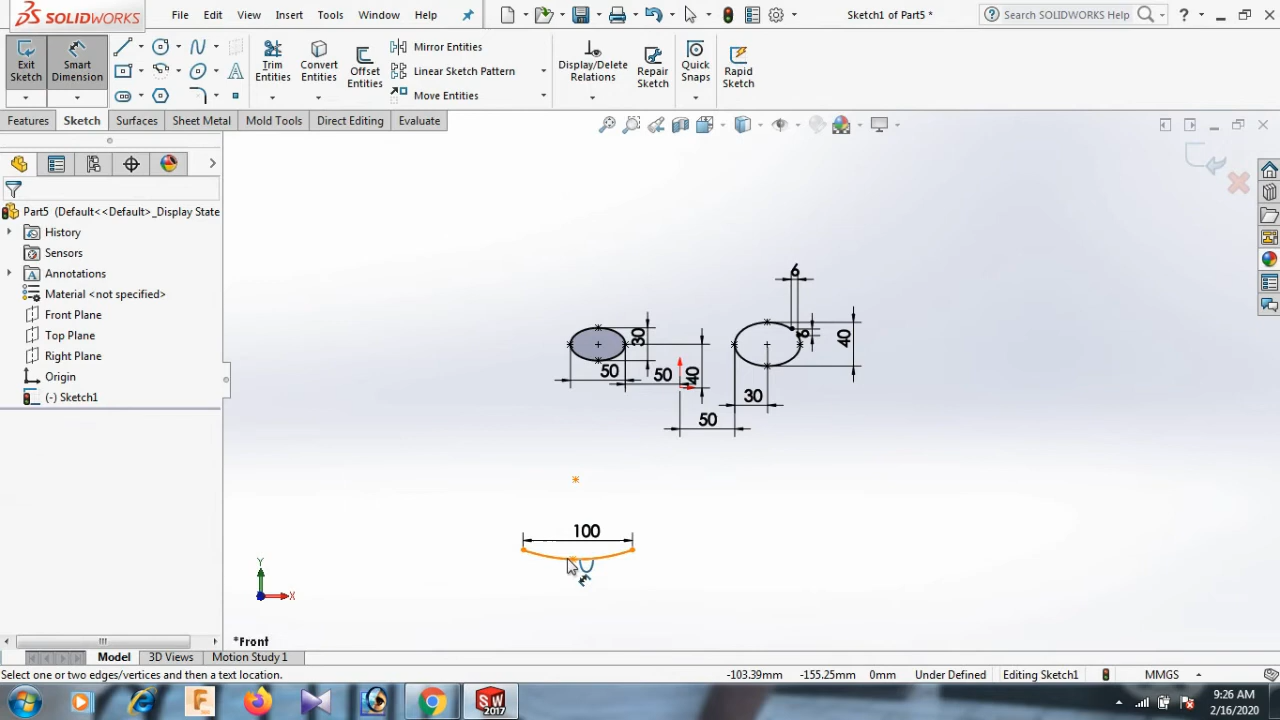 SOLIDWORKS
File Edit View Insert Tools Window Help
Sketch1 of Part5 *
Search SOLIDWORKS Help
Exit Sketch
Smart Dimension
Trim Entities
Convert Entities
Offset Entities
Mirror Entities
Linear Sketch Pattern
Move Entities
Display/Delete Relations
Repair Sketch
Quick Snaps
Rapid Sketch
Features Sketch Surfaces Sheet Metal Mold Tools Direct Editing Evaluate
Part5 (Default<<Default>_Display State
History
Sensors
Annotations
Material <not specified>
Front Plane
Top Plane
Right Plane
Origin
(-) Sketch1
6
30
6
40
50
50
40
30
50
100
Y
X
*Front
Model 3D Views Motion Study 1
Select one or two edges/vertices and then a text location.
-103.39mm -155.25mm 0mm Under Defined Editing Sketch1 MMGS
SW 2017
9:26 AM
2/16/2020